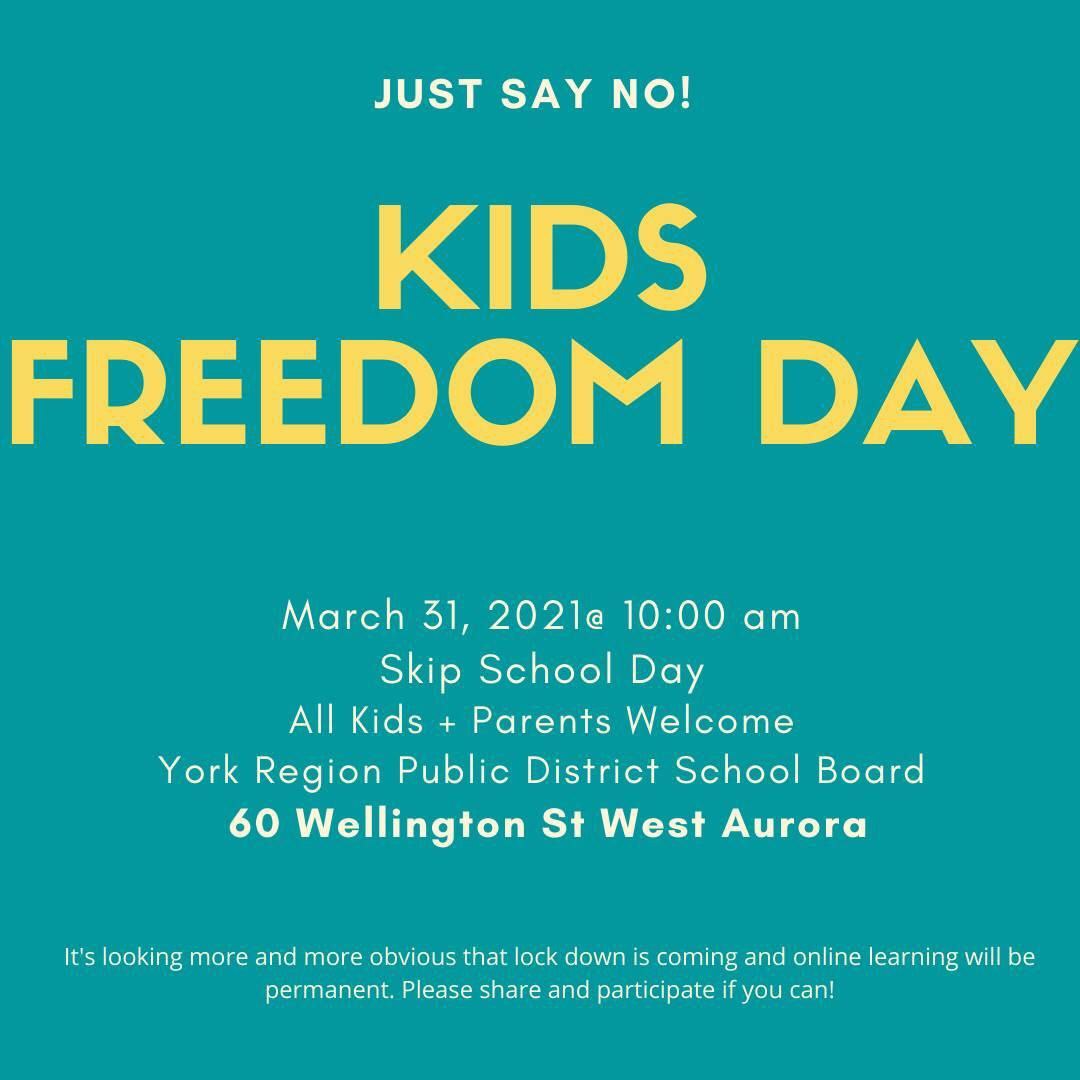 JUST SAY NO!
KIDS
FREEDOM DAY
March 31, 2021@ 10:00 am
Skip School Day
All Kids + Parents Welcome
York Region Public District School Board
60 Wellington St West Aurora
It's looking more and more obvious that lock down is coming and online learning will be
permanent. Please share and participate if you can!